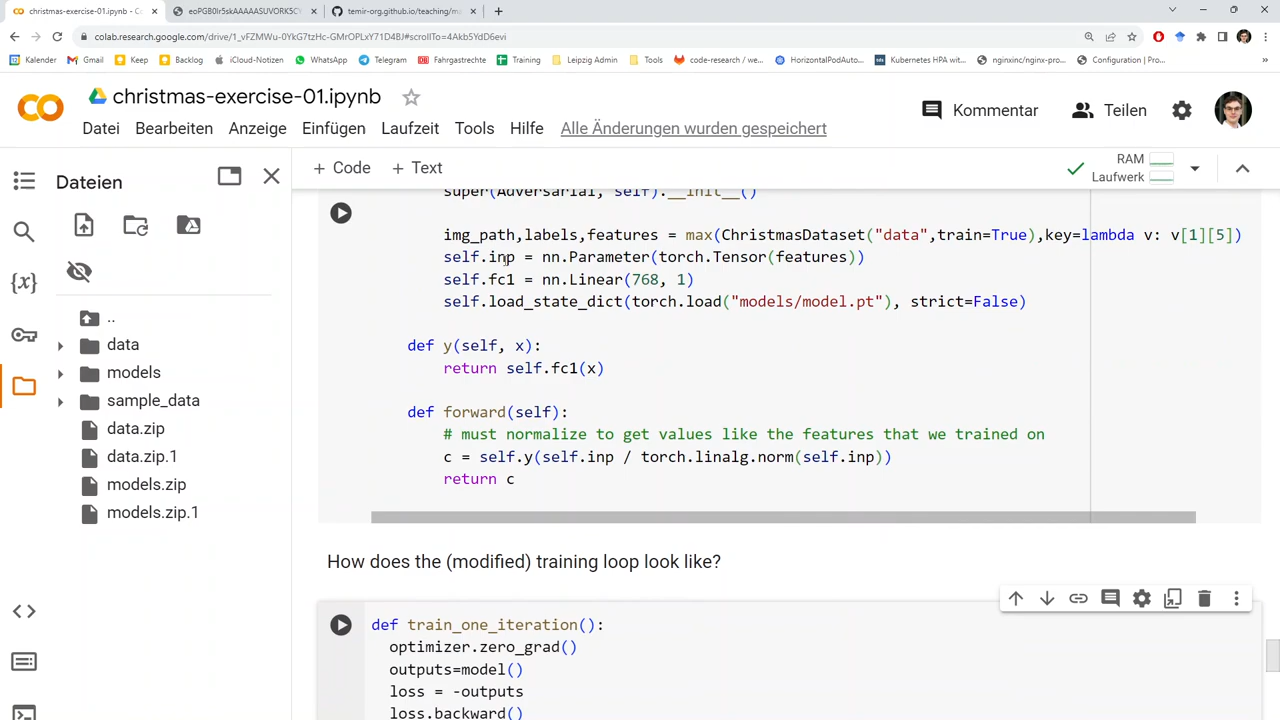 christmas-exercise-01.ipynb
eoPGB0Ir5skAAAAASUVORK5C
temir-org.github.io/teaching/ma
colab.research.google.com/drive/1_vFZMWu-0YkG7tzHc-GMrOPLxY71D4BJ#scrollTo=4Akb5YdD6evi
Kalender
Gmail
Keep
Backlog
iCloud-Notizen
WhatsApp
Telegram
Fahrgastrechte
Training
Leipzig Admin
Tools
code-research / we...
HorizontalPodAuto...
Kubernetes HPA wit...
nginxinc/nginx-pro...
Configuration | Pro...
»
christmas-exercise-01.ipynb
Kommentar
Teilen
Datei Bearbeiten Anzeige Einfügen Laufzeit Tools Hilfe Alle Änderungen wurden gespeichert
Dateien
+ Code + Text
RAM
Laufwerk
..
data
models
sample_data
data.zip
data.zip.1
models.zip
models.zip.1
super(Adversarial, self).__init__()
img_path,labels,features = max(ChristmasDataset("data",train=True),key=lambda v: v[1][5])
self.inp = nn.Parameter(torch.Tensor(features))
self.fc1 = nn.Linear(768, 1)
self.load_state_dict(torch.load("models/model.pt"), strict=False)
def y(self, x):
return self.fc1(x)
def forward(self):
# must normalize to get values like the features that we trained on
c = self.y(self.inp / torch.linalg.norm(self.inp))
return c
How does the (modified) training loop look like?
def train_one_iteration():
optimizer.zero_grad()
outputs=model()
loss = -outputs
loss.backward()